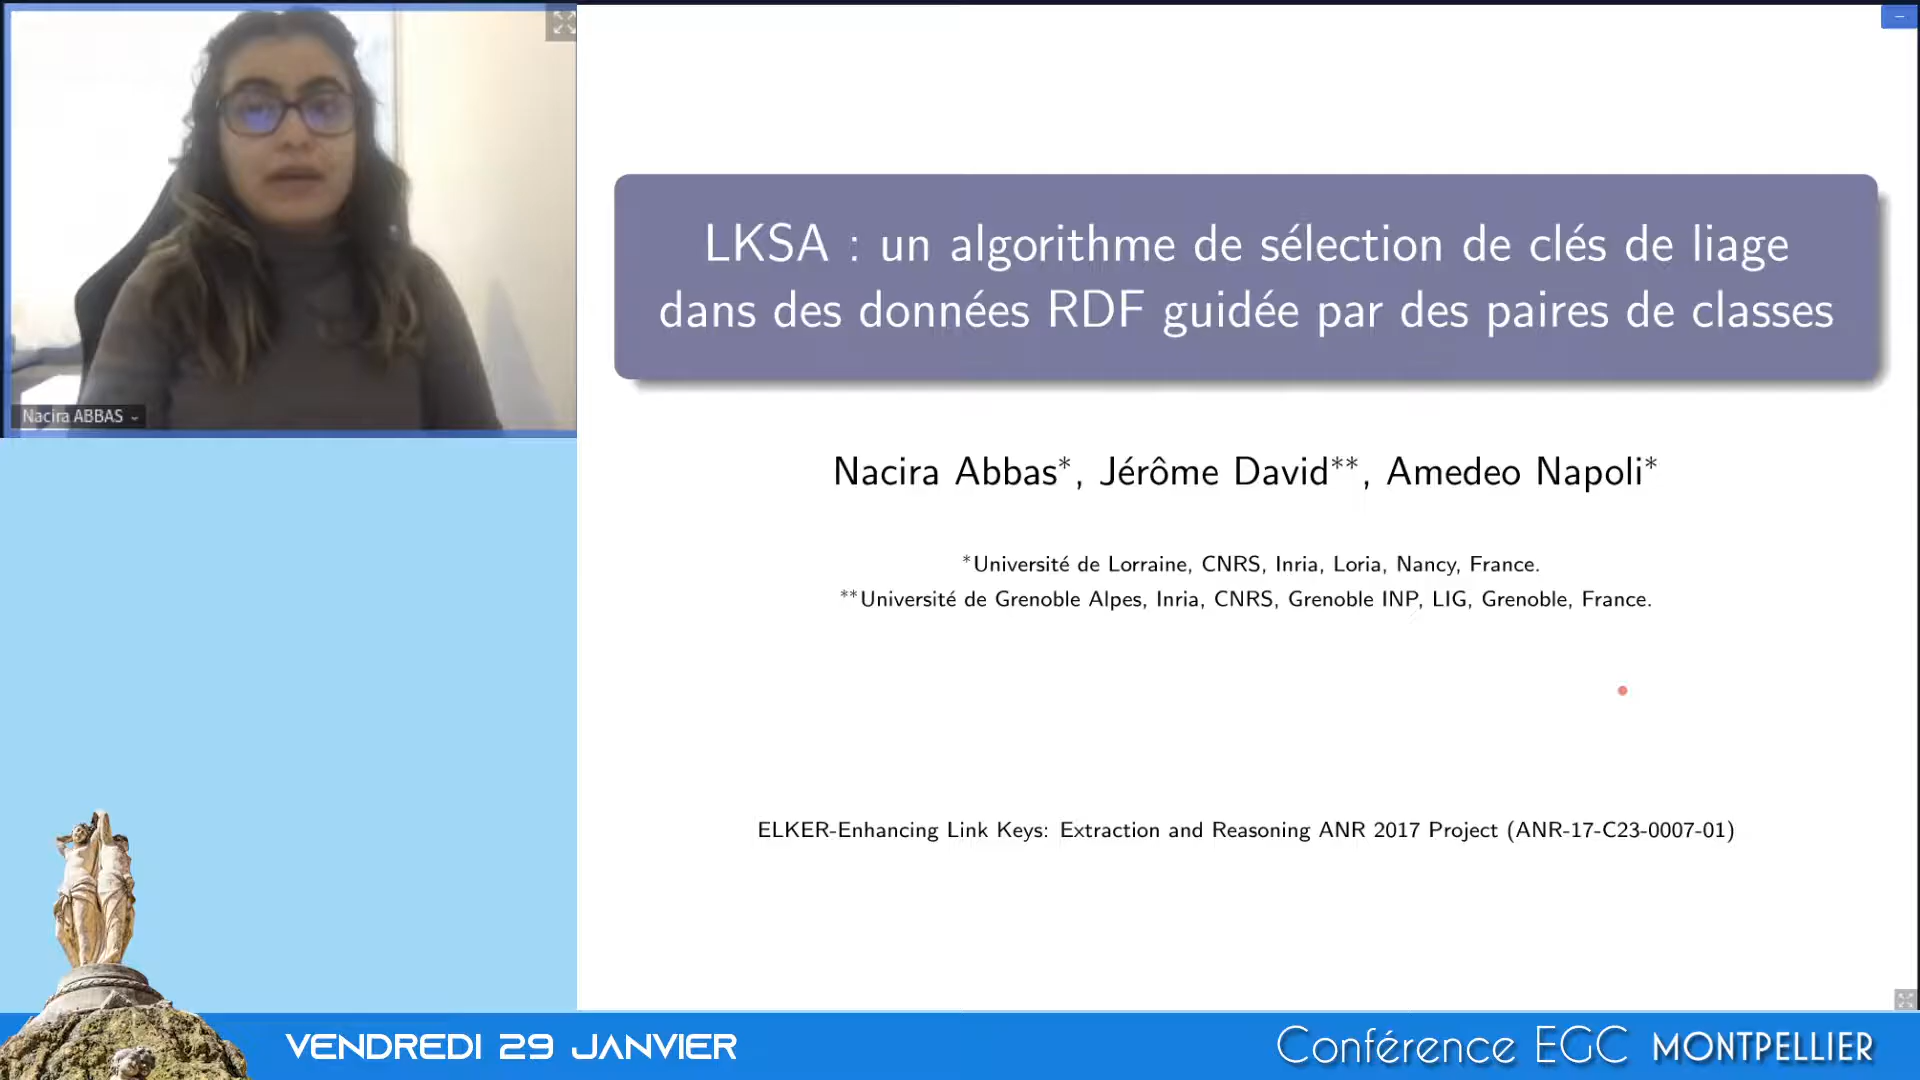 Nacira ABBAS
LKSA : un algorithme de sélection de clés de liage
dans des données RDF guidée par des paires de classes
Nacira Abbas*, Jérôme David**, Amedeo Napoli*
*Université de Lorraine, CNRS, Inria, Loria, Nancy, France.
**Université de Grenoble Alpes, Inria, CNRS, Grenoble INP, LIG, Grenoble, France.
ELKER-Enhancing Link Keys: Extraction and Reasoning ANR 2017 Project (ANR-17-C23-0007-01)
VENDREDI 29 JANVIER
Conférence EGC MONTPELLIER